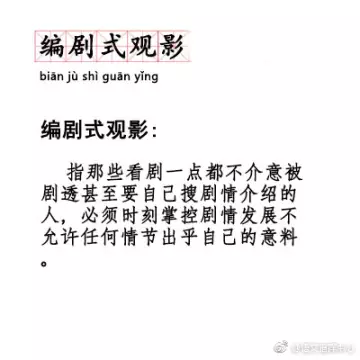 编剧式观影
biān jù shì guān yǐng
编剧式观影：
指那些看剧一点都不介意被
剧透甚至要自己搜剧情介绍的
人，必须时刻掌控剧情发展不
允许任何情节出乎自己的意料
。